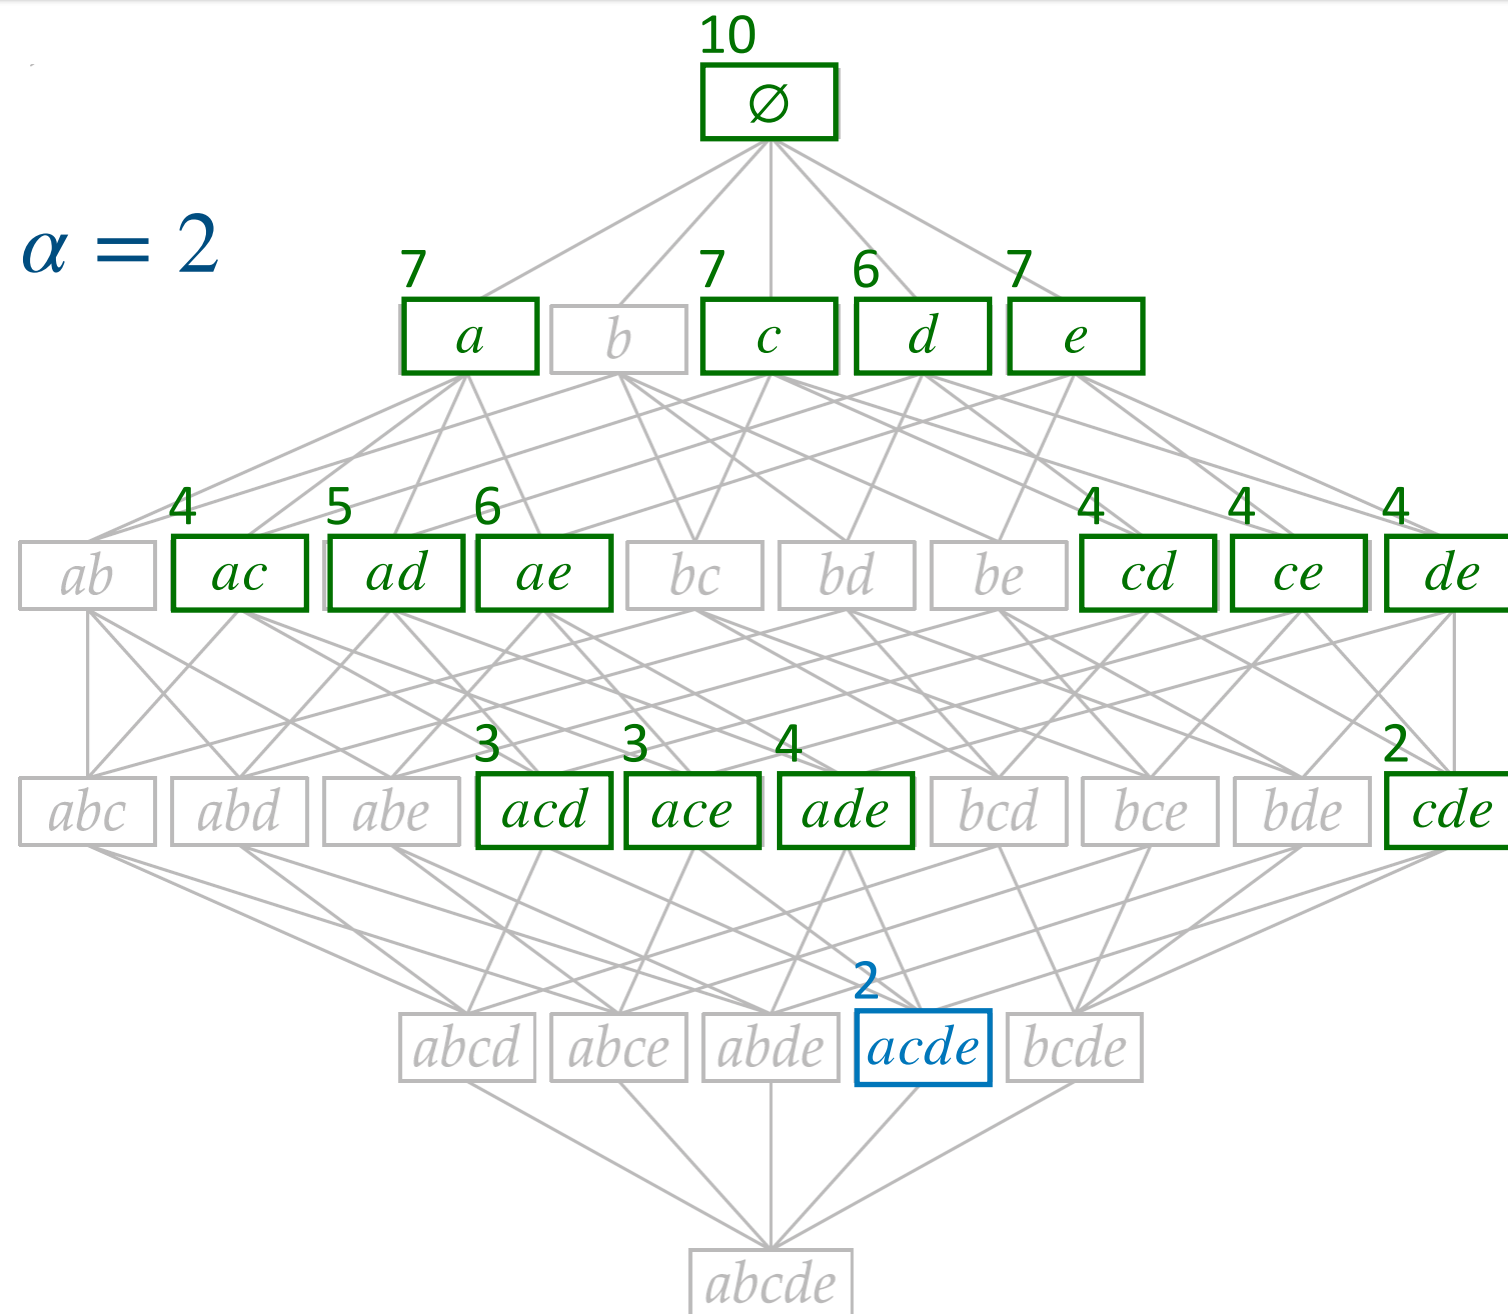 10
∅
α = 2
7 7 6 7
a b c d e
4 5 6 4 4 4
ab ac ad ae bc bd be cd ce de
3 3 4 2
abc abd abe acd ace ade bcd bce bde cde
2
abcd abce abde acde bcde
abcde